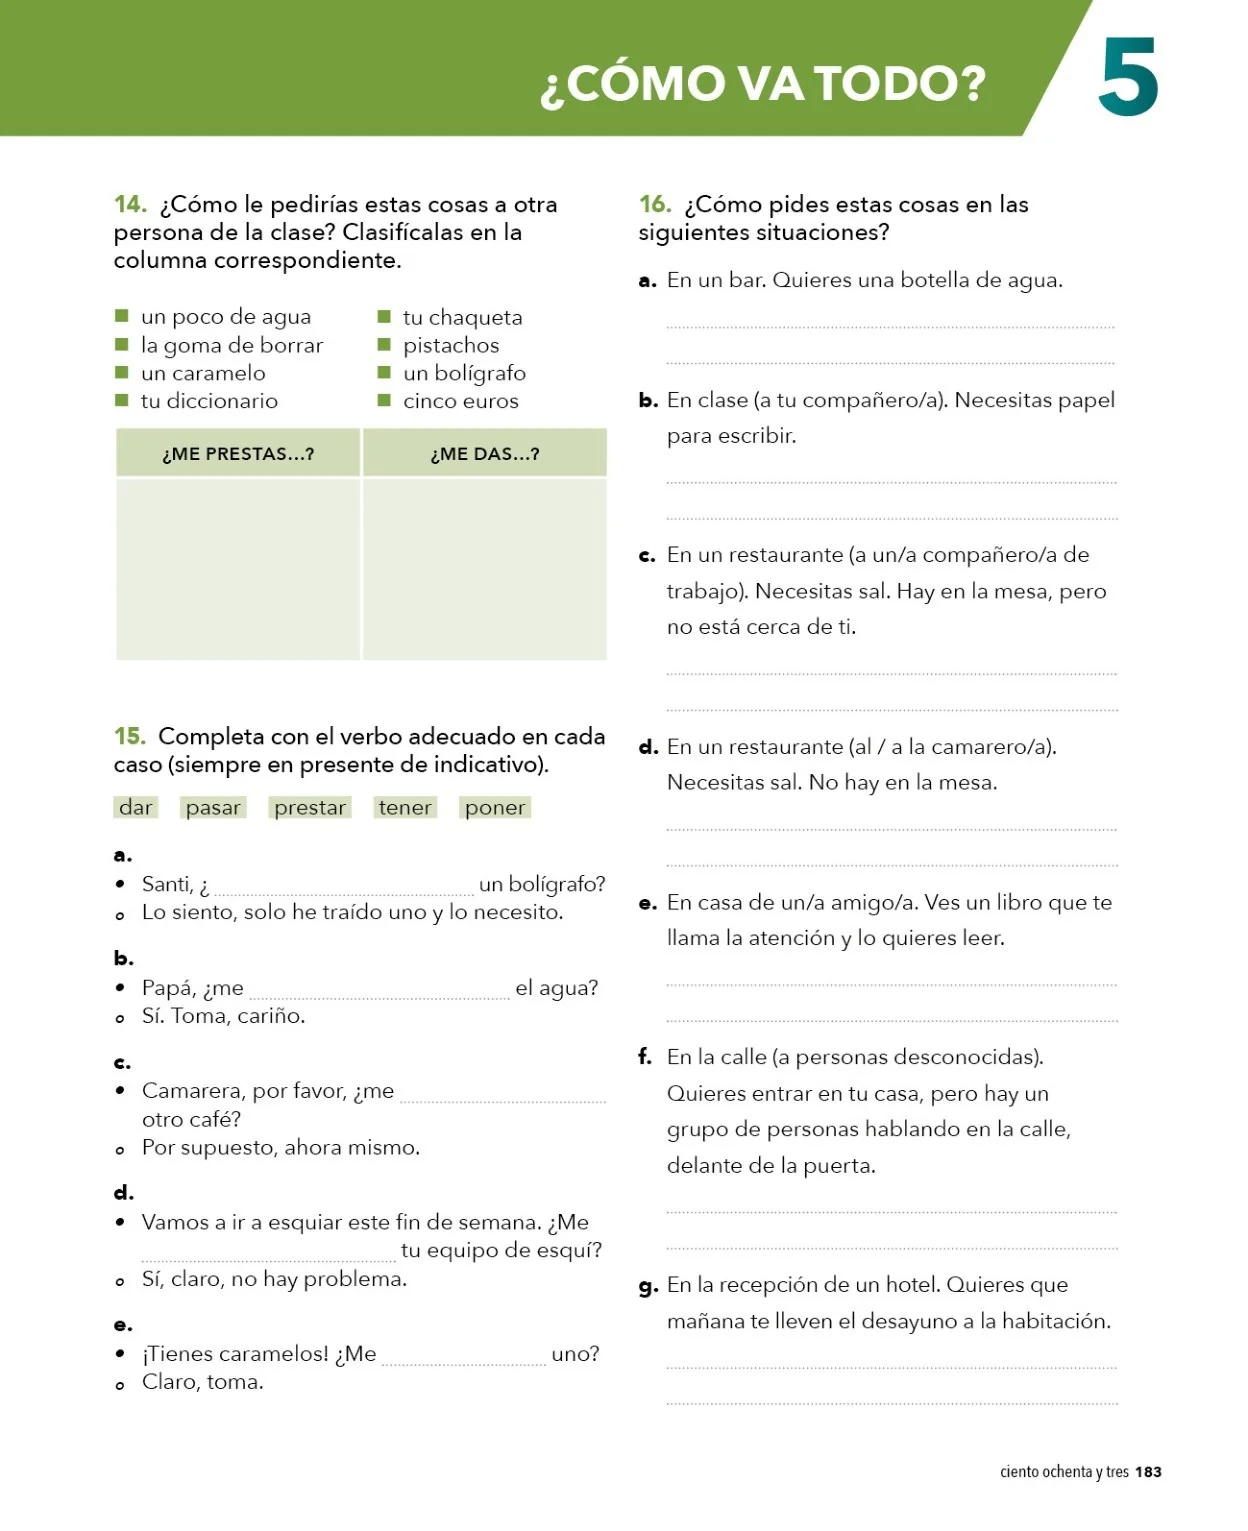 ¿CÓMO VA TODO?
5
14. ¿Cómo le pedirías estas cosas a otra
persona de la clase? Clasifícalas en la
columna correspondiente.
un poco de agua
la goma de borrar
un caramelo
tu diccionario
tu chaqueta
pistachos
un bolígrafo
cinco euros
¿ME PRESTAS...?
¿ME DAS...?
15. Completa con el verbo adecuado en cada
caso (siempre en presente de indicativo).
dar pasar prestar tener poner
a.
• Santi, ¿ un bolígrafo?
o Lo siento, solo he traído uno y lo necesito.
b.
• Papá, ¿me el agua?
o Sí. Toma, cariño.
c.
• Camarera, por favor, ¿me
otro café?
o Por supuesto, ahora mismo.
d.
• Vamos a ir a esquiar este fin de semana. ¿Me
tu equipo de esquí?
o Sí, claro, no hay problema.
e.
• ¡Tienes caramelos! ¿Me uno?
o Claro, toma.
16. ¿Cómo pides estas cosas en las
siguientes situaciones?
a. En un bar. Quieres una botella de agua.
b. En clase (a tu compañero/a). Necesitas papel
para escribir.
c. En un restaurante (a un/a compañero/a de
trabajo). Necesitas sal. Hay en la mesa, pero
no está cerca de ti.
d. En un restaurante (al / a la camarero/a).
Necesitas sal. No hay en la mesa.
e. En casa de un/a amigo/a. Ves un libro que te
llama la atención y lo quieres leer.
f. En la calle (a personas desconocidas).
Quieres entrar en tu casa, pero hay un
grupo de personas hablando en la calle,
delante de la puerta.
g. En la recepción de un hotel. Quieres que
mañana te lleven el desayuno a la habitación.
ciento ochenta y tres 183